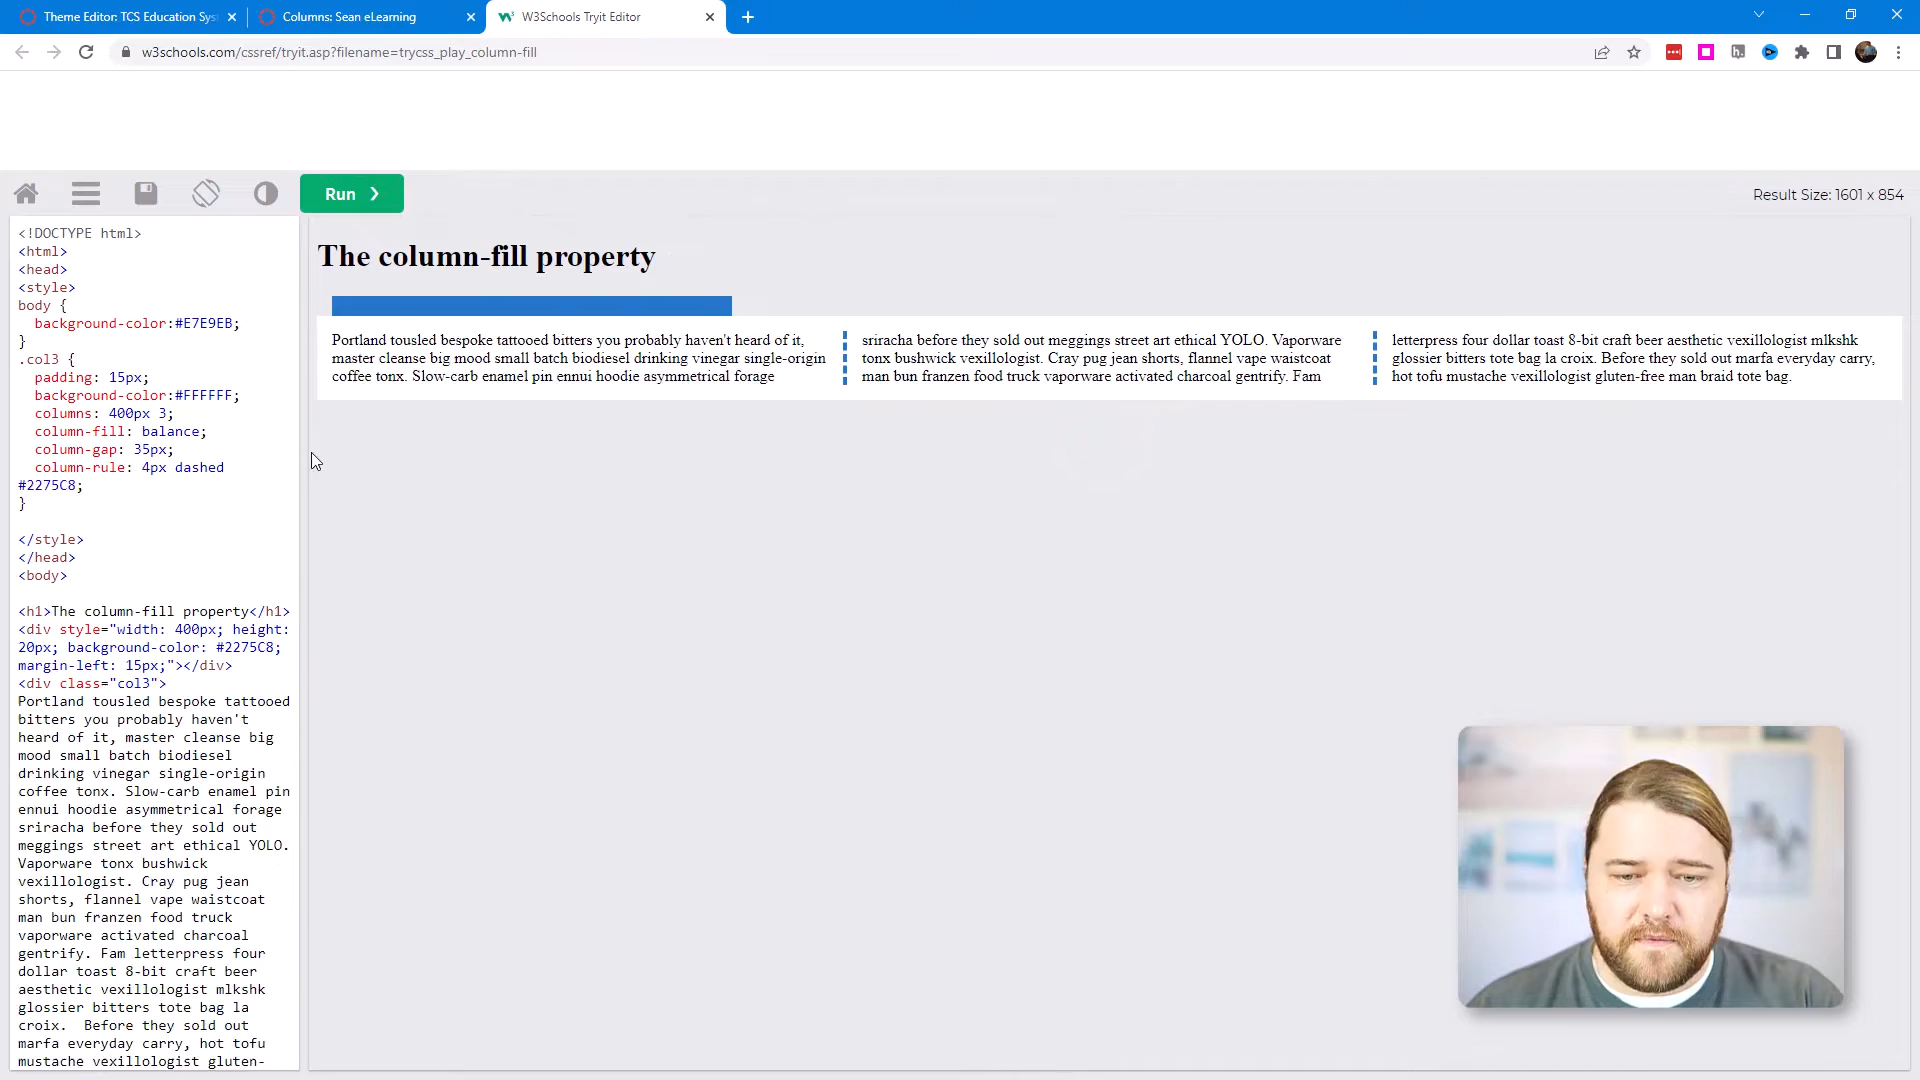 Theme Editor: TCS Education Sys
Columns: Sean eLearning
W3Schools Tryit Editor
w3schools.com/cssref/tryit.asp?filename=trycss_play_column-fill
Run ❯
Result Size: 1601 x 854
<!DOCTYPE html>
<html>
<head>
<style>
body {
background-color:#E7E9EB;
}
.col3 {
padding: 15px;
background-color:#FFFFFF;
columns: 400px 3;
column-fill: balance;
column-gap: 35px;
column-rule: 4px dashed
#2275C8;
}
</style>
</head>
<body>
<h1>The column-fill property</h1>
<div style="width: 400px; height:
20px; background-color: #2275C8;
margin-left: 15px;"></div>
<div class="col3">
Portland tousled bespoke tattooed
bitters you probably haven't
heard of it, master cleanse big
mood small batch biodiesel
drinking vinegar single-origin
coffee tonx. Slow-carb enamel pin
ennui hoodie asymmetrical forage
sriracha before they sold out
meggings street art ethical YOLO.
Vaporware tonx bushwick
vexillologist. Cray pug jean
shorts, flannel vape waistcoat
man bun franzen food truck
vaporware activated charcoal
gentrify. Fam letterpress four
dollar toast 8-bit craft beer
aesthetic vexillologist mlkshk
glossier bitters tote bag la
croix.  Before they sold out
marfa everyday carry, hot tofu
mustache vexillologist gluten-
The column-fill property
Portland tousled bespoke tattooed bitters you probably haven't heard of it,
master cleanse big mood small batch biodiesel drinking vinegar single-origin
coffee tonx. Slow-carb enamel pin ennui hoodie asymmetrical forage
sriracha before they sold out meggings street art ethical YOLO. Vaporware
tonx bushwick vexillologist. Cray pug jean shorts, flannel vape waistcoat
man bun franzen food truck vaporware activated charcoal gentrify. Fam
letterpress four dollar toast 8-bit craft beer aesthetic vexillologist mlkshk
glossier bitters tote bag la croix. Before they sold out marfa everyday carry,
hot tofu mustache vexillologist gluten-free man braid tote bag.